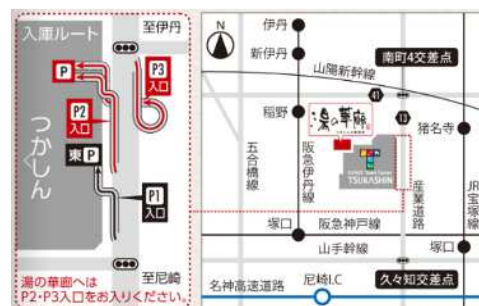 入庫ルート
至伊丹
P
P3
入口
P2
入口
つかしん
東P
P1
入口
至尼崎
湯の華廊へは
P2・P3入口をお入りください。
N
伊丹
新伊丹
山陽新幹線
南町4交差点
41
稲野
湯の華廊
13
猪名寺
五合橋線
阪急伊丹線
TSUKASHIN
産業道路
JR宝塚線
塚口
阪急神戸線
山手幹線
塚口
名神高速道路
尼崎I.C
久々知交差点